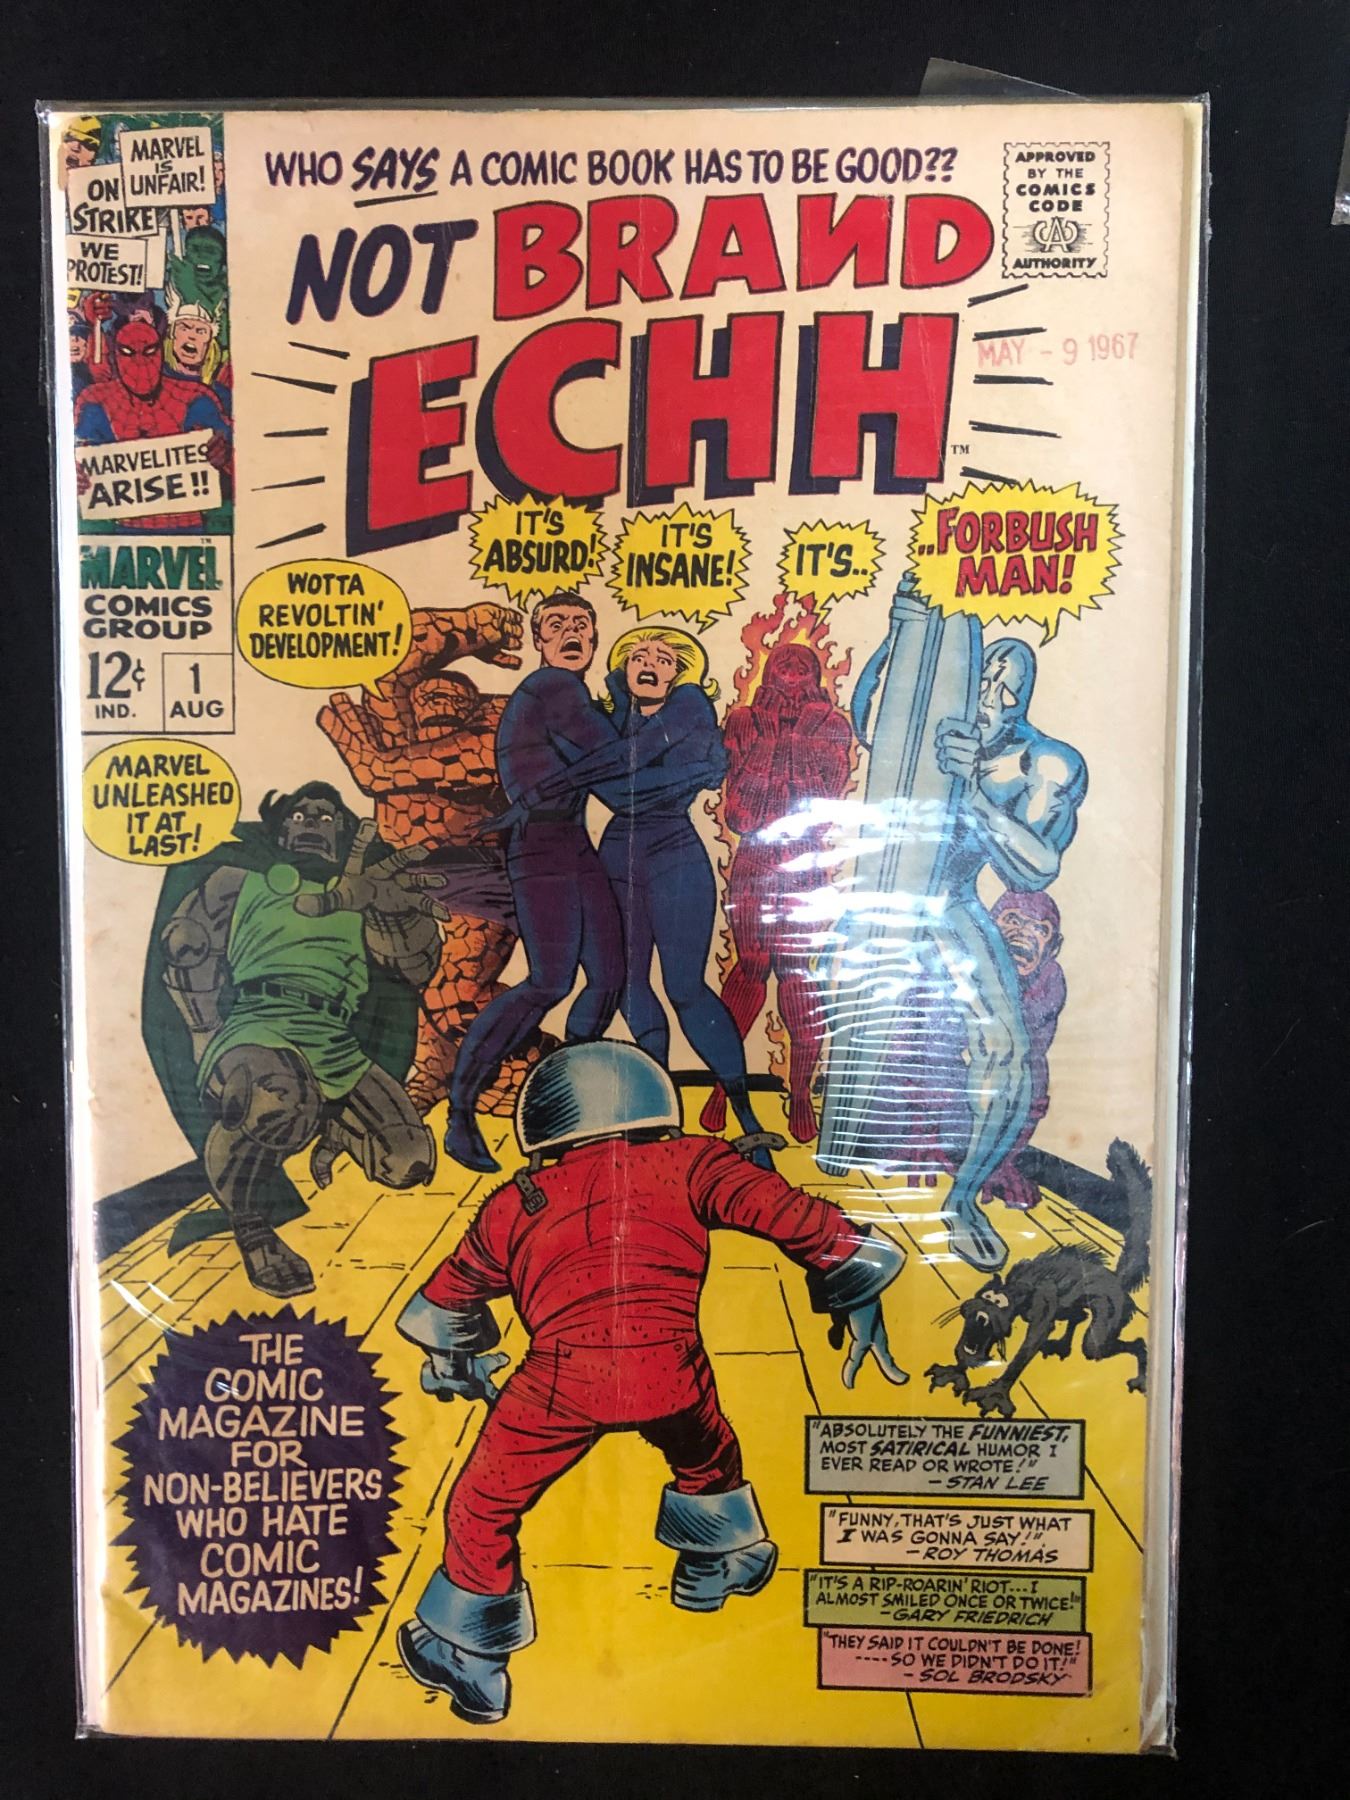 MARVEL
IS
UNFAIR!
ON
STRIKE
WE
PROTEST!
MARVELITES
ARISE!!
MARVEL™
COMICS
GROUP
12¢
IND.
1
AUG
WHO SAYS A COMIC BOOK HAS TO BE GOOD??
NOT BRAND
ECHH™
APPROVED
BY THE
COMICS
CODE
CA
AUTHORITY
MAY - 9 1967
WOTTA
REVOLTIN'
DEVELOPMENT!
IT'S
ABSURD!
IT'S
INSANE!
IT'S..
..FORBUSH
MAN!
MARVEL
UNLEASHED
IT AT
LAST!
THE
COMIC
MAGAZINE
FOR
NON-BELIEVERS
WHO HATE
COMIC
MAGAZINES!
"ABSOLUTELY THE FUNNIEST,
MOST SATIRICAL HUMOR I
EVER READ OR WROTE!"
- STAN LEE
"FUNNY, THAT'S JUST WHAT
I WAS GONNA SAY!"
- ROY THOMAS
"IT'S A RIP-ROARIN' RIOT...I
ALMOST SMILED ONCE OR TWICE!"
- GARY FRIEDRICH
"THEY SAID IT COULDN'T BE DONE!
----SO WE DIDN'T DO IT!"
- SOL BRODSKY